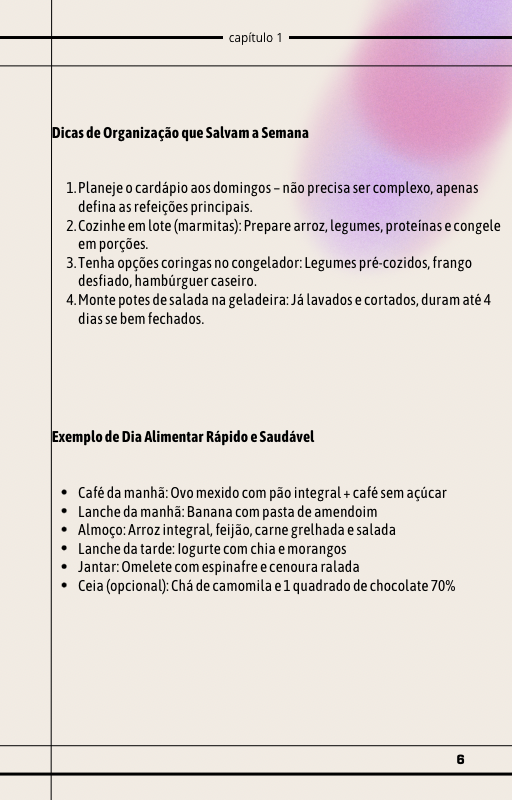 capítulo 1
Dicas de Organização que Salvam a Semana
1. Planeje o cardápio aos domingos – não precisa ser complexo, apenas
defina as refeições principais.
2. Cozinhe em lote (marmitas): Prepare arroz, legumes, proteínas e congele
em porções.
3. Tenha opções coringas no congelador: Legumes pré-cozidos, frango
desfiado, hambúrguer caseiro.
4. Monte potes de salada na geladeira: Já lavados e cortados, duram até 4
dias se bem fechados.
Exemplo de Dia Alimentar Rápido e Saudável
• Café da manhã: Ovo mexido com pão integral + café sem açúcar
• Lanche da manhã: Banana com pasta de amendoim
• Almoço: Arroz integral, feijão, carne grelhada e salada
• Lanche da tarde: Iogurte com chia e morangos
• Jantar: Omelete com espinafre e cenoura ralada
• Ceia (opcional): Chá de camomila e 1 quadrado de chocolate 70%
6